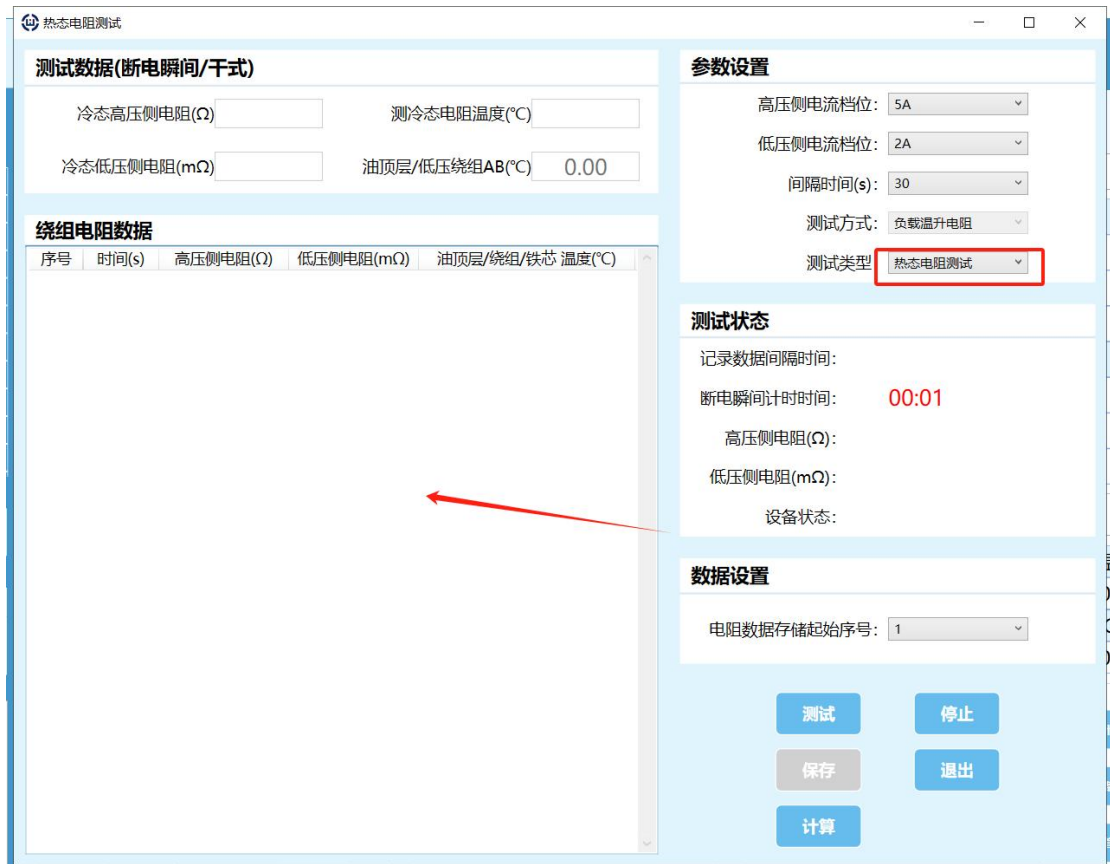 热态电阻测试
测试数据(断电瞬间/干式)
冷态高压侧电阻(Ω)
测冷态电阻温度(℃)
冷态低压侧电阻(mΩ)
油顶层/低压绕组AB(℃) 0.00
绕组电阻数据
序号 时间(s) 高压侧电阻(Ω) 低压侧电阻(mΩ) 油顶层/绕组/铁芯 温度(℃)
参数设置
高压侧电流档位: 5A
低压侧电流档位: 2A
间隔时间(s): 30
测试方式: 负载温升电阻
测试类型 热态电阻测试
测试状态
记录数据间隔时间:
断电瞬间计时时间: 00:01
高压侧电阻(Ω):
低压侧电阻(mΩ):
设备状态:
数据设置
电阻数据存储起始序号: 1
测试 停止
保存 退出
计算